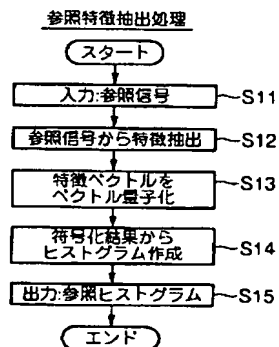 参照特徴抽出処理
スタート
入力:参照信号
S11
参照信号から特徴抽出
S12
特徴ベクトルを
ベクトル量子化
S13
符号化結果から
ヒストグラム作成
S14
出力:参照ヒストグラム
S15
エンド